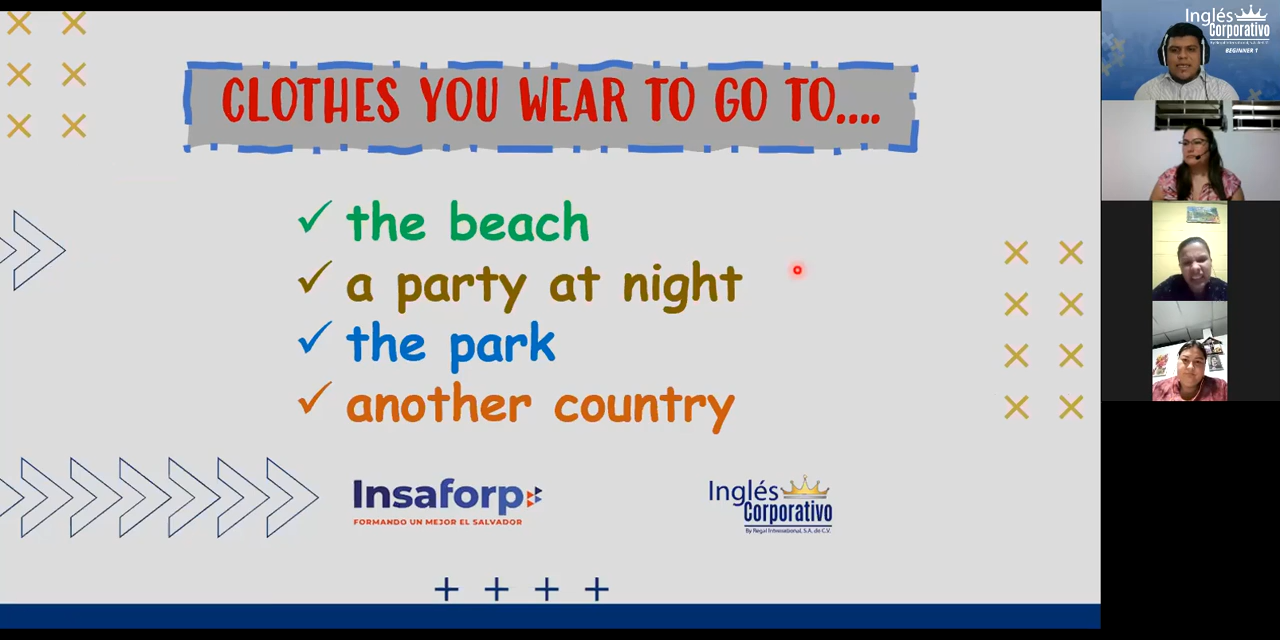 CLOTHES YOU WEAR TO GO TO....
✓ the beach
✓ a party at night
✓ the park
✓ another country
Insaforp
FORMANDO UN MEJOR EL SALVADOR
Inglés
Corporativo
By Regal International, S.A. de C.V.
Inglés
Corporativo
BEGINNER 1